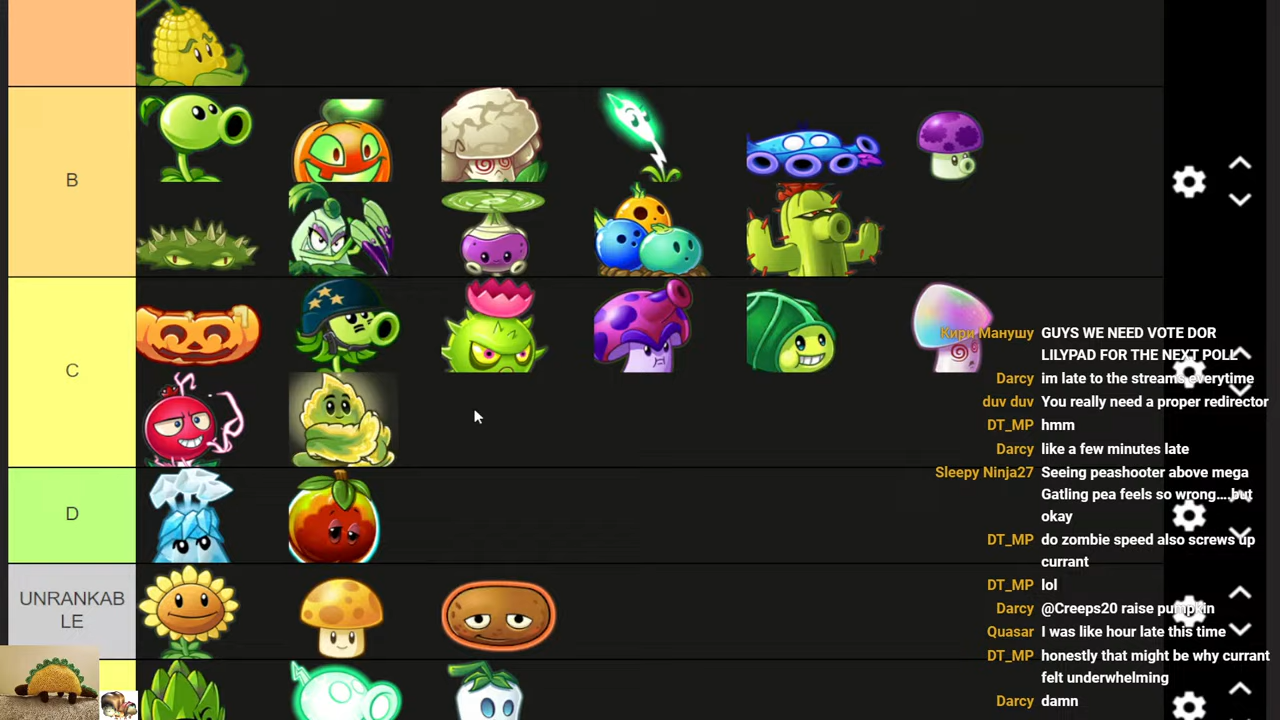 B
C
D
UNRANKAB
LE
Кири Манушу GUYS WE NEED VOTE DOR
LILYPAD FOR THE NEXT POLL
Darcy im late to the streams everytime
duv duv You really need a proper redirector
DT_MP hmm
Darcy like a few minutes late
Sleepy Ninja27 Seeing peashooter above mega
Gatling pea feels so wrong....but
okay
DT_MP do zombie speed also screws up
currant
DT_MP lol
Darcy @Creeps20 raise pumpkin
Quasar I was like hour late this time
DT_MP honestly that might be why currant
felt underwhelming
Darcy damn